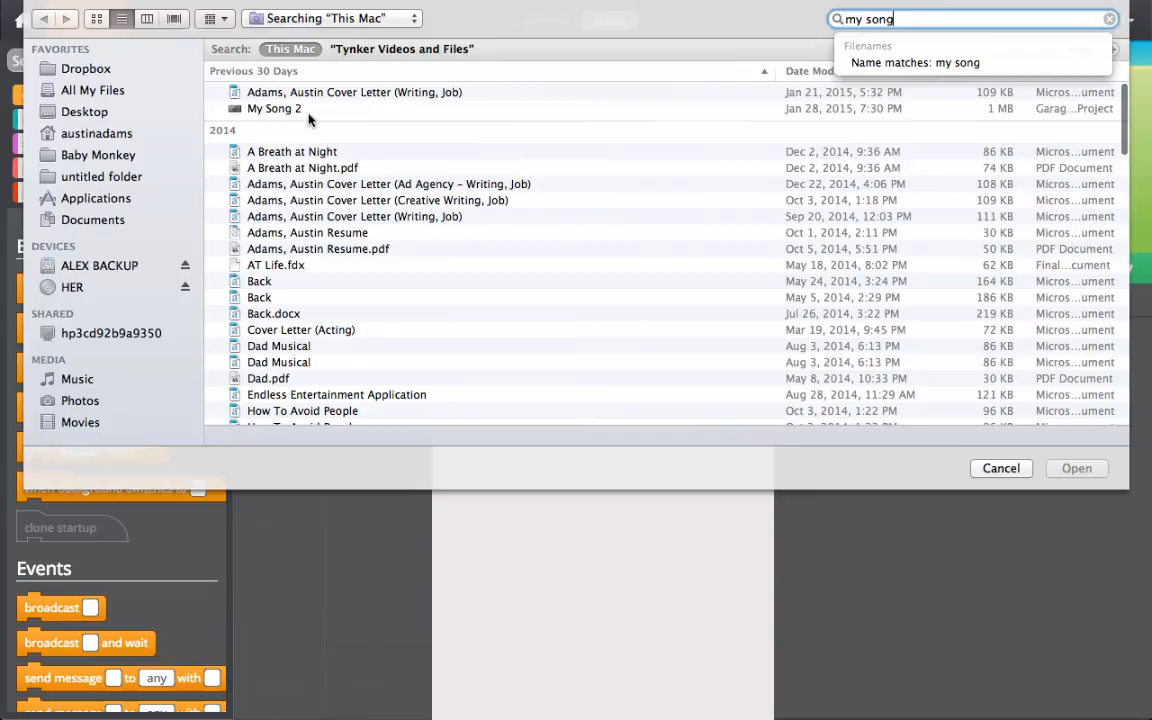 Searching "This Mac"
my song
FAVORITES
Dropbox
All My Files
Desktop
austinadams
Baby Monkey
untitled folder
Applications
Documents
DEVICES
ALEX BACKUP
HER
SHARED
hp3cd92b9a9350
MEDIA
Music
Photos
Movies
Search: This Mac "Tynker Videos and Files"
Filenames
Name matches: my song
Previous 30 Days Date Mod
Adams, Austin Cover Letter (Writing, Job) Jan 21, 2015, 5:32 PM 109 KB Micros...ument
My Song 2 Jan 28, 2015, 7:30 PM 1 MB Garag...Project
2014
A Breath at Night Dec 2, 2014, 9:36 AM 86 KB Micros...ument
A Breath at Night.pdf Dec 2, 2014, 9:36 AM 74 KB PDF Document
Adams, Austin Cover Letter (Ad Agency – Writing, Job) Dec 22, 2014, 4:06 PM 108 KB Micros...ument
Adams, Austin Cover Letter (Creative Writing, Job) Oct 3, 2014, 1:18 PM 109 KB Micros...ument
Adams, Austin Cover Letter (Writing, Job) Sep 20, 2014, 12:03 PM 111 KB Micros...ument
Adams, Austin Resume Oct 1, 2014, 2:11 PM 30 KB Micros...ument
Adams, Austin Resume.pdf Oct 5, 2014, 5:51 PM 50 KB PDF Document
AT Life.fdx May 18, 2014, 8:02 PM 62 KB Final...cument
Back May 24, 2014, 3:24 PM 164 KB Micros...ument
Back May 5, 2014, 2:29 PM 186 KB Micros...ument
Back.docx Jul 26, 2014, 3:22 PM 219 KB Micros...ument
Cover Letter (Acting) Mar 19, 2014, 9:45 PM 72 KB Micros...ument
Dad Musical Aug 3, 2014, 6:13 PM 86 KB Micros...ument
Dad Musical Aug 3, 2014, 6:13 PM 86 KB Micros...ument
Dad.pdf May 8, 2014, 10:33 PM 30 KB PDF Document
Endless Entertainment Application Aug 28, 2014, 11:29 AM 121 KB Micros...ument
How To Avoid People Oct 3, 2014, 1:22 PM 96 KB Micros...ument
Cancel Open
when background switches to
clone startup
Events
broadcast
broadcast and wait
send message to any with